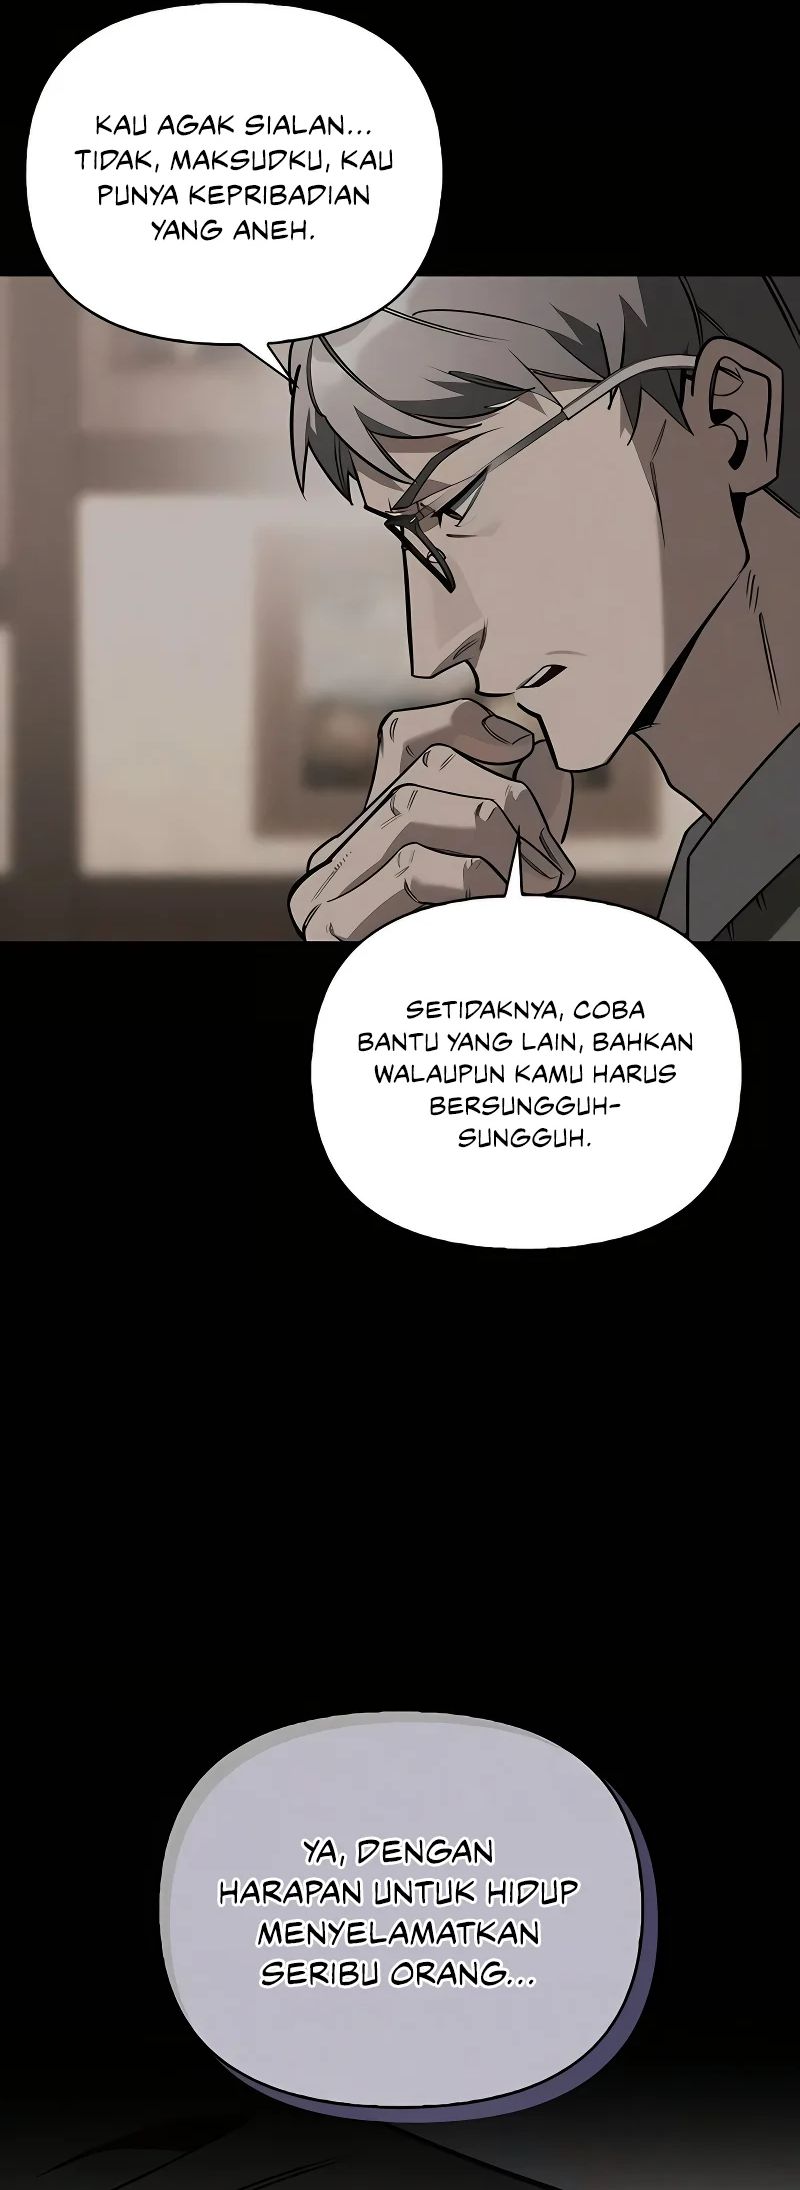 KAU AGAK SIALAN...
TIDAK, MAKSUDKU, KAU
PUNYA KEPRIBADIAN
YANG ANEH.
SETIDAKNYA, COBA
BANTU YANG LAIN, BAHKAN
WALAUPUN KAMU HARUS
BERSUNGGUH-
SUNGGUH.
YA, DENGAN
HARAPAN UNTUK HIDUP
MENYELAMATKAN
SERIBU ORANG...